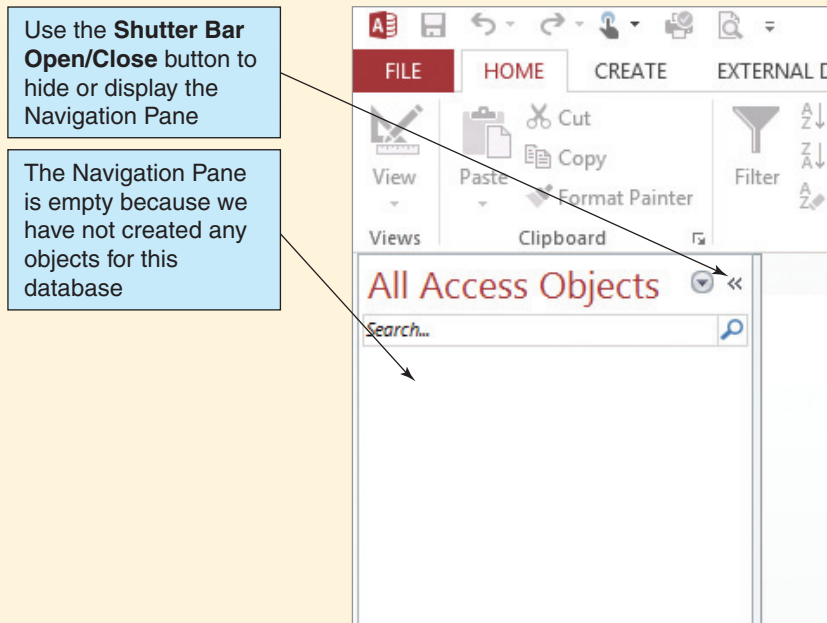 Use the Shutter Bar
Open/Close button to
hide or display the
Navigation Pane
The Navigation Pane
is empty because we
have not created any
objects for this
database
FILE HOME CREATE EXTERNAL D
View
Paste
Cut
Copy
Format Painter
Filter
Views Clipboard
All Access Objects
Search...